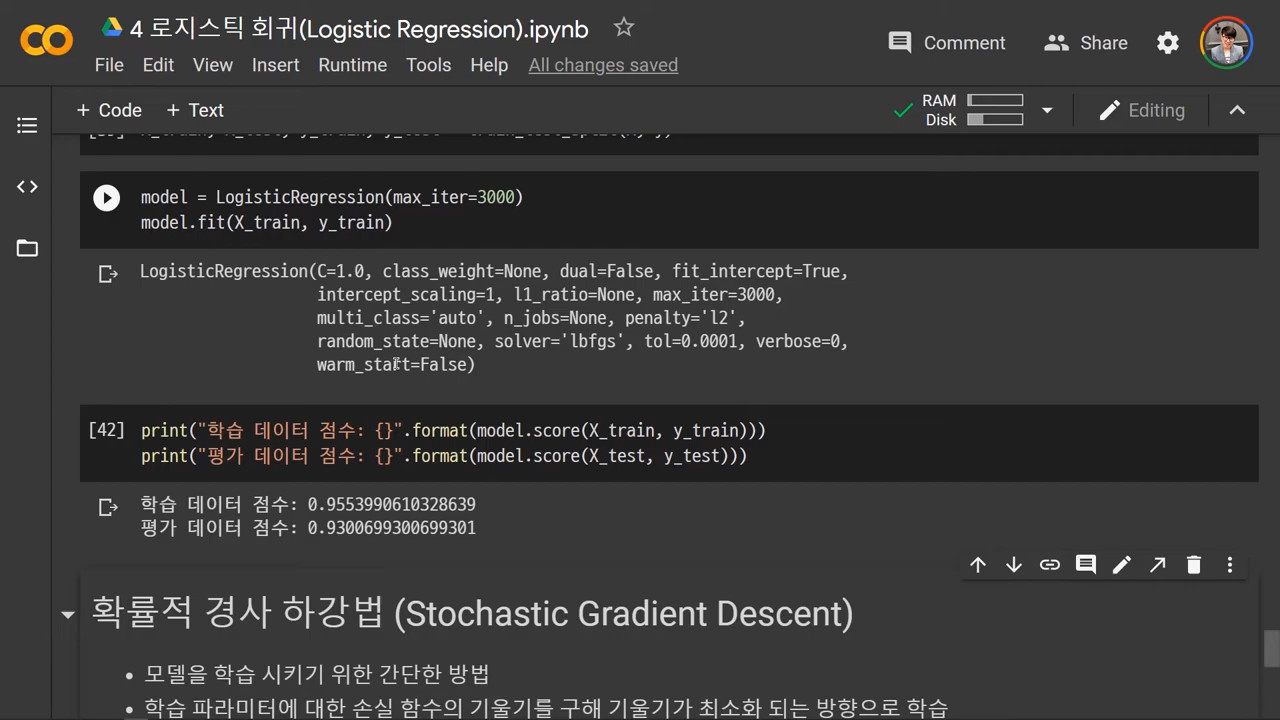 4 로지스틱 회귀(Logistic Regression).ipynb
Comment
Share
File Edit View Insert Runtime Tools Help All changes saved
+ Code + Text
RAM
Disk
Editing
model = LogisticRegression(max_iter=3000)
model.fit(X_train, y_train)
LogisticRegression(C=1.0, class_weight=None, dual=False, fit_intercept=True,
intercept_scaling=1, l1_ratio=None, max_iter=3000,
multi_class='auto', n_jobs=None, penalty='l2',
random_state=None, solver='lbfgs', tol=0.0001, verbose=0,
warm_start=False)
[42] print("학습 데이터 점수: {}".format(model.score(X_train, y_train)))
print("평가 데이터 점수: {}".format(model.score(X_test, y_test)))
학습 데이터 점수: 0.9553990610328639
평가 데이터 점수: 0.9300699300699301
확률적 경사 하강법 (Stochastic Gradient Descent)
• 모델을 학습 시키기 위한 간단한 방법
• 학습 파라미터에 대한 손실 함수의 기울기를 구해 기울기가 최소화 되는 방향으로 학습